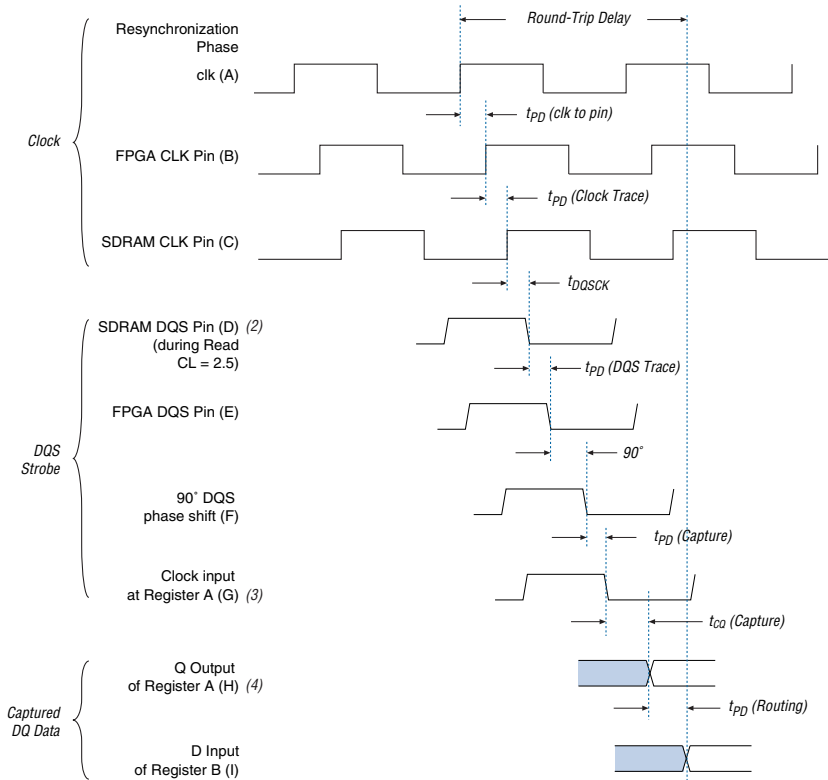 Round-Trip Delay
Resynchronization
Phase
clk (A)
t_PD (clk to pin)
Clock
FPGA CLK Pin (B)
t_PD (Clock Trace)
SDRAM CLK Pin (C)
t_DQSCK
SDRAM DQS Pin (D) (2)
(during Read
CL = 2.5)
t_PD (DQS Trace)
FPGA DQS Pin (E)
DQS
Strobe
90˚
90˚ DQS
phase shift (F)
t_PD (Capture)
Clock input
at Register A (G) (3)
t_CQ (Capture)
Q Output
of Register A (H) (4)
t_PD (Routing)
Captured
DQ Data
D Input
of Register B (I)